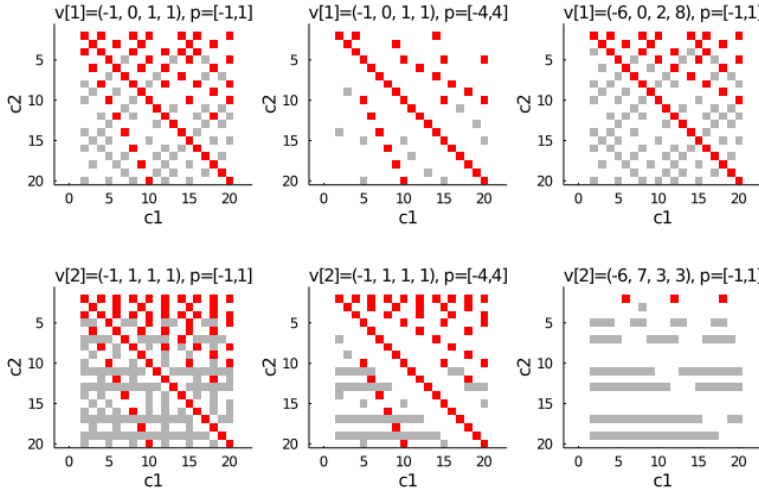 v[1]=(-1, 0, 1, 1), p=[-1,1]
v[1]=(-1, 0, 1, 1), p=[-4,4]
v[1]=(-6, 0, 2, 8), p=[-1,1]
c2
5
10
15
20
0 5 10 15 20
c1
c2
5
10
15
20
0 5 10 15 20
c1
c2
5
10
15
20
0 5 10 15 20
c1
v[2]=(-1, 1, 1, 1), p=[-1,1]
v[2]=(-1, 1, 1, 1), p=[-4,4]
v[2]=(-6, 7, 3, 3), p=[-1,1]
c2
5
10
15
20
0 5 10 15 20
c1
c2
5
10
15
20
0 5 10 15 20
c1
c2
5
10
15
20
0 5 10 15 20
c1